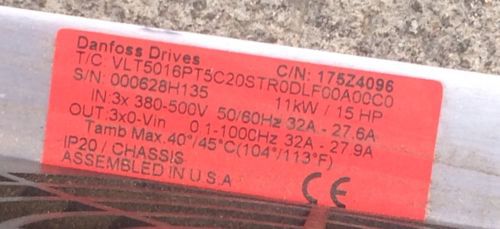 Danfoss Drives C/N: 175Z4096
T/C VLT5016PT5C20STR0DLF00A00C0
S/N: 000628H135 11kW / 15 HP
IN: 3x 380-500V 50/60Hz 32A - 27.6A
OUT: 3x0-Vin 0.1-1000Hz 32A - 27.9A
Tamb Max. 40°/45°C(104°/113°F)
IP20 / CHASSIS
ASSEMBLED IN U.S.A
CE